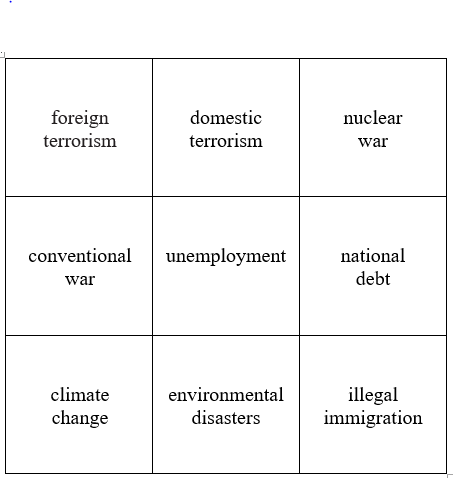 foreign
terrorism
domestic
terrorism
nuclear
war
conventional
war
unemployment
national
debt
climate
change
environmental
disasters
illegal
immigration